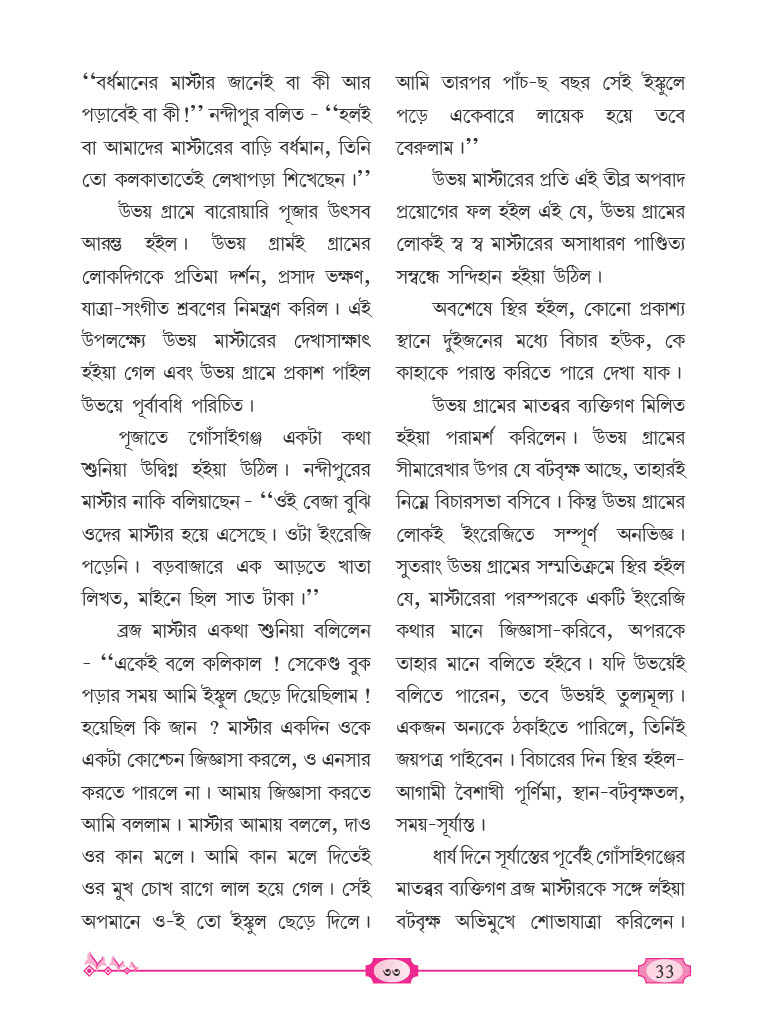 ‘‘বর্ধমানের মাস্টার জানেই বা কী আর
পড়াবেই বা কী !’’ নন্দীপুর বলিত - ‘‘হলই
বা আমাদের মাস্টারের বাড়ি বর্ধমান, তিনি
তো কলকাতাতেই লেখাপড়া শিখেছেন।’’
উভয় গ্রামে বারোয়ারি পূজার উৎসব
আরম্ভ হইল। উভয় গ্রামই গ্রামের
লোকদিগকে প্রতিমা দর্শন, প্রসাদ ভক্ষণ,
যাত্রা-সংগীত শ্রবণের নিমন্ত্রণ করিল। এই
উপলক্ষ্যে উভয় মাস্টারের দেখাসাক্ষাৎ
হইয়া গেল এবং উভয় গ্রামে প্রকাশ পাইল
উভয়ে পূর্বাবধি পরিচিত।
পূজাতে গোঁসাইগঞ্জ একটা কথা
শুনিয়া উদ্বিগ্ন হইয়া উঠিল। নন্দীপুরের
মাস্টার নাকি বলিয়াছেন - ‘‘ওই বেজা বুঝি
ওদের মাস্টার হয়ে এসেছে। ওটা ইংরেজি
পড়েনি। বড়বাজারে এক আড়তে খাতা
লিখত, মাইনে ছিল সাত টাকা।’’
ব্রজ মাস্টার একথা শুনিয়া বলিলেন
- ‘‘একেই বলে কলিকাল ! সেকেণ্ড বুক
পড়ার সময় আমি ইস্কুল ছেড়ে দিয়েছিলাম !
হয়েছিল কি জান ? মাস্টার একদিন ওকে
একটা কোশ্চেন জিজ্ঞাসা করলে, ও এনসার
করতে পারলে না। আমায় জিজ্ঞাসা করতে
আমি বললাম। মাস্টার আমায় বললে, দাও
ওর কান মলে। আমি কান মলে দিতেই
ওর মুখ চোখ রাগে লাল হয়ে গেল। সেই
অপমানে ও-ই তো ইস্কুল ছেড়ে দিলে।
আমি তারপর পাঁচ-ছ বছর সেই ইস্কুলে
পড়ে একেবারে লায়েক হয়ে তবে
বেরুলাম।’’
উভয় মাস্টারের প্রতি এই তীব্র অপবাদ
প্রয়োগের ফল হইল এই যে, উভয় গ্রামের
লোকই স্ব স্ব মাস্টারের অসাধারণ পাণ্ডিত্য
সম্বন্ধে সন্দিহান হইয়া উঠিল।
অবশেষে স্থির হইল, কোনো প্রকাশ্য
স্থানে দুইজনের মধ্যে বিচার হউক, কে
কাহাকে পরাস্ত করিতে পারে দেখা যাক।
উভয় গ্রামের মাতব্বর ব্যক্তিগণ মিলিত
হইয়া পরামর্শ করিলেন। উভয় গ্রামের
সীমারেখার উপর যে বটবৃক্ষ আছে, তাহারই
নিম্নে বিচারসভা বসিবে। কিন্তু উভয় গ্রামের
লোকই ইংরেজিতে সম্পূর্ণ অনভিজ্ঞ।
সুতরাং উভয় গ্রামের সম্মতিক্রমে স্থির হইল
যে, মাস্টারেরা পরস্পরকে একটি ইংরেজি
কথার মানে জিজ্ঞাসা-করিবে, অপরকে
তাহার মানে বলিতে হইবে। যদি উভয়েই
বলিতে পারেন, তবে উভয়ই তুল্যমূল্য।
একজন অন্যকে ঠকাইতে পারিলে, তিনিই
জয়পত্র পাইবেন। বিচারের দিন স্থির হইল-
আগামী বৈশাখী পূর্ণিমা, স্থান-বটবৃক্ষতল,
সময়-সূর্যাস্ত।
ধার্য দিনে সূর্যাস্তের পূর্বেই গোঁসাইগঞ্জের
মাতব্বর ব্যক্তিগণ ব্রজ মাস্টারকে সঙ্গে লইয়া
বটবৃক্ষ অভিমুখে শোভাযাত্রা করিলেন।
৩৩
33